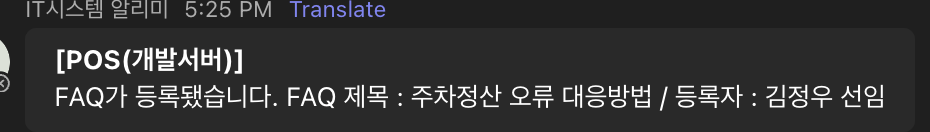 IT시스템 알리미 5:25 PM Translate
[POS(개발서버)]
FAQ가 등록됐습니다. FAQ 제목 : 주차정산 오류 대응방법 / 등록자 : 김정우 선임